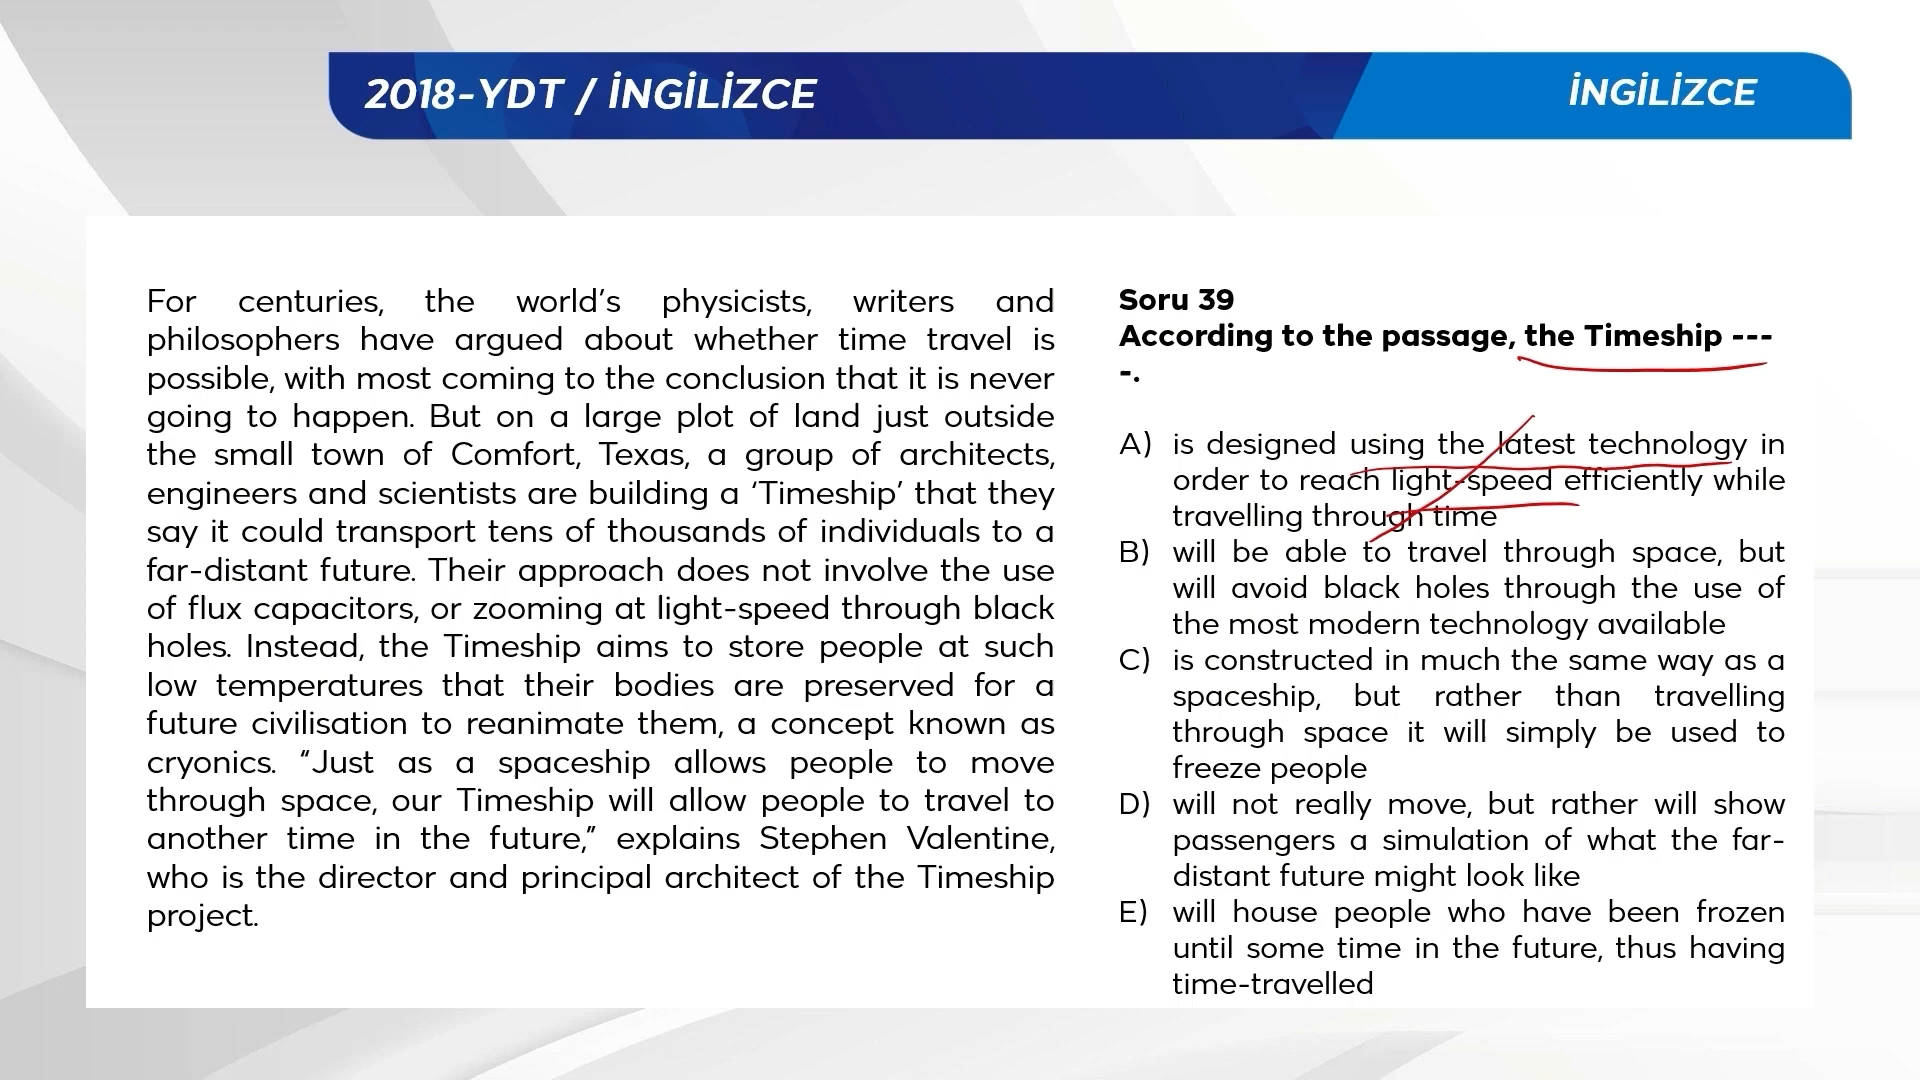 2018-YDT / İNGİLİZCE
İNGİLİZCE
For centuries, the world's physicists, writers and
philosophers have argued about whether time travel is
possible, with most coming to the conclusion that it is never
going to happen. But on a large plot of land just outside
the small town of Comfort, Texas, a group of architects,
engineers and scientists are building a ‘Timeship’ that they
say it could transport tens of thousands of individuals to a
far-distant future. Their approach does not involve the use
of flux capacitors, or zooming at light-speed through black
holes. Instead, the Timeship aims to store people at such
low temperatures that their bodies are preserved for a
future civilisation to reanimate them, a concept known as
cryonics. “Just as a spaceship allows people to move
through space, our Timeship will allow people to travel to
another time in the future,” explains Stephen Valentine,
who is the director and principal architect of the Timeship
project.
Soru 39
According to the passage, the Timeship ---
-.
A) is designed using the latest technology in
order to reach light-speed efficiently while
travelling through time
B) will be able to travel through space, but
will avoid black holes through the use of
the most modern technology available
C) is constructed in much the same way as a
spaceship, but rather than travelling
through space it will simply be used to
freeze people
D) will not really move, but rather will show
passengers a simulation of what the far-
distant future might look like
E) will house people who have been frozen
until some time in the future, thus having
time-travelled